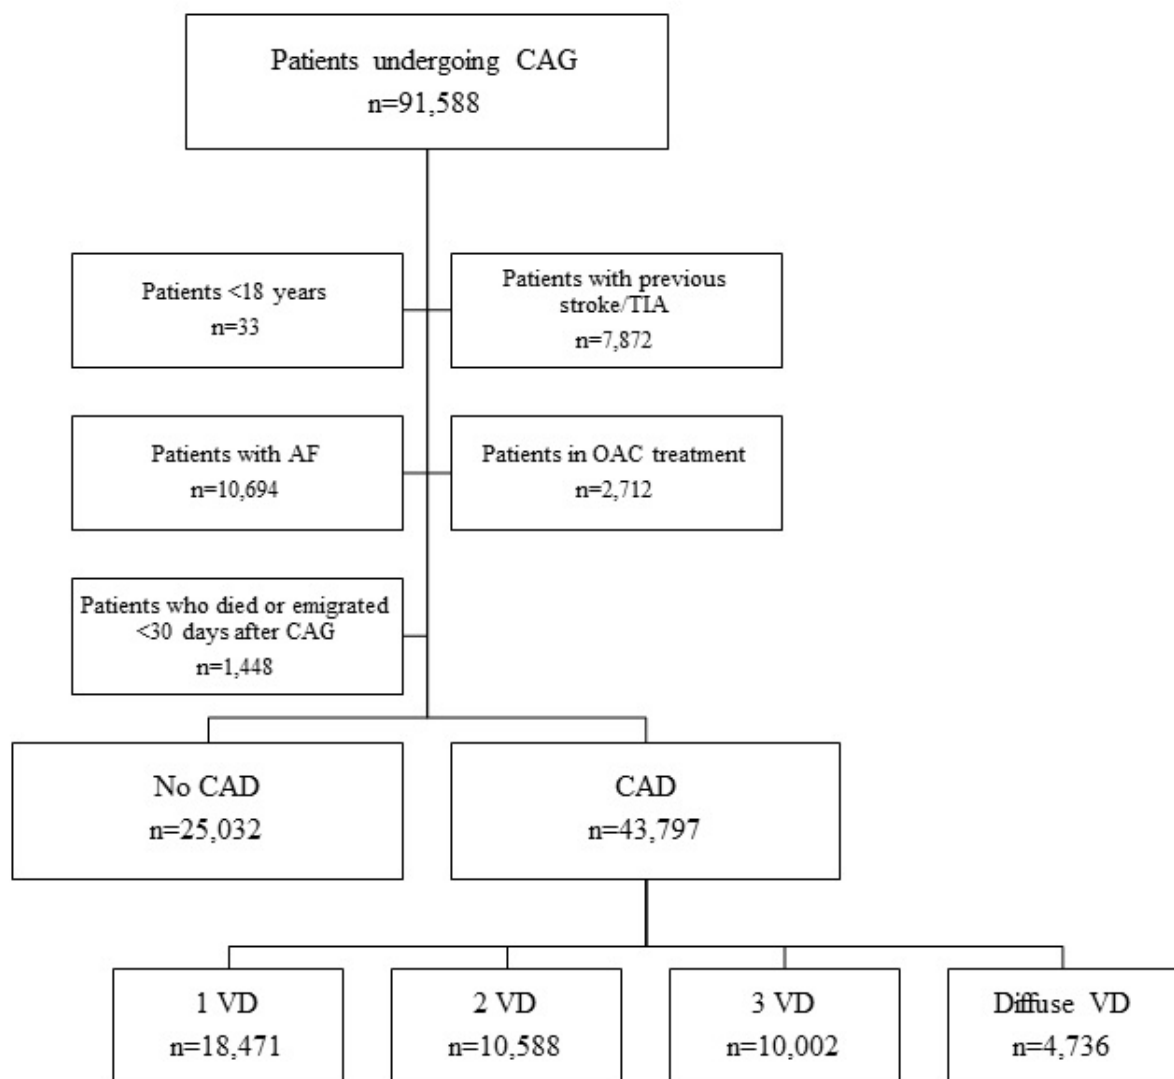 Patients undergoing CAG
n=91,588
Patients <18 years
n=33
Patients with previous
stroke/TIA
n=7,872
Patients with AF
n=10,694
Patients in OAC treatment
n=2,712
Patients who died or emigrated
<30 days after CAG
n=1,448
No CAD
n=25,032
CAD
n=43,797
1 VD
n=18,471
2 VD
n=10,588
3 VD
n=10,002
Diffuse VD
n=4,736